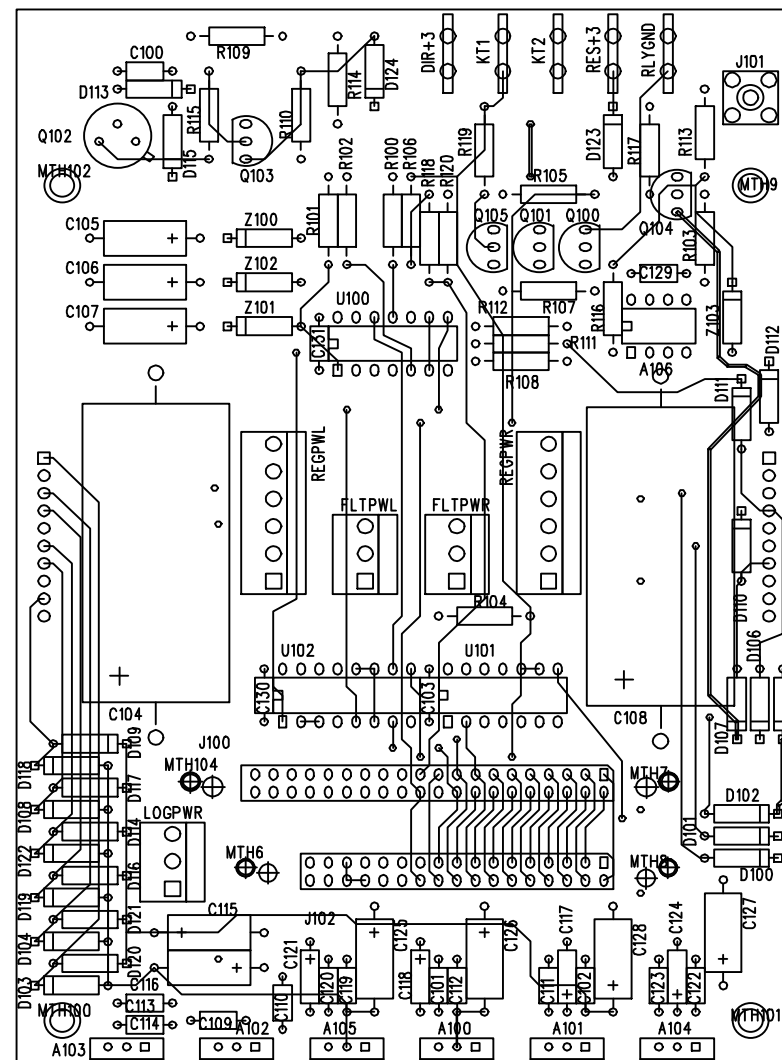 DIR+3
KT1
KT2
RES+3
RLYGND
J101
R109
C100
D113
R114
D124
R115
R110
Q102
D115
Q103
R102
R100
R106
R118
R120
R119
D123
R117
R113
MTH102
MTH9
R105
R101
Q105
Q101
Q100
Q104
R103
C105
Z100
C106
Z102
C129
C107
Z101
U100
C131
R112
R107
R116
R111
Z103
D112
A106
R108
D111
REGPWL
REGPWR
FLTPWL
FLTPWR
D110
R104
D106
U102
U101
C130
C103
C104
C108
D107
D109
J100
D118
MTH104
MTH7
D117
D108
D102
D114
LOGPWR
D101
D122
D116
MTH6
MTH8
D100
D119
D121
C115
J102
C125
C126
C117
C128
C124
C127
D104
D120
C121
C120
C119
C118
C101
C112
C111
C102
C123
C122
D103
C116
C113
C110
MTH100
C114
C109
MTH101
A103
A102
A105
A100
A101
A104